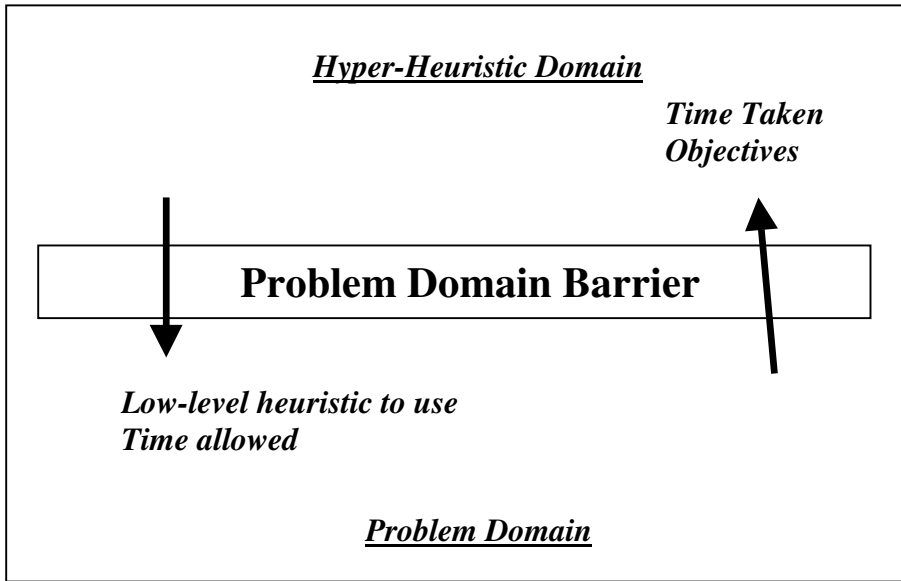 Hyper-Heuristic Domain
Time Taken
Objectives
Problem Domain Barrier
Low-level heuristic to use
Time allowed
Problem Domain